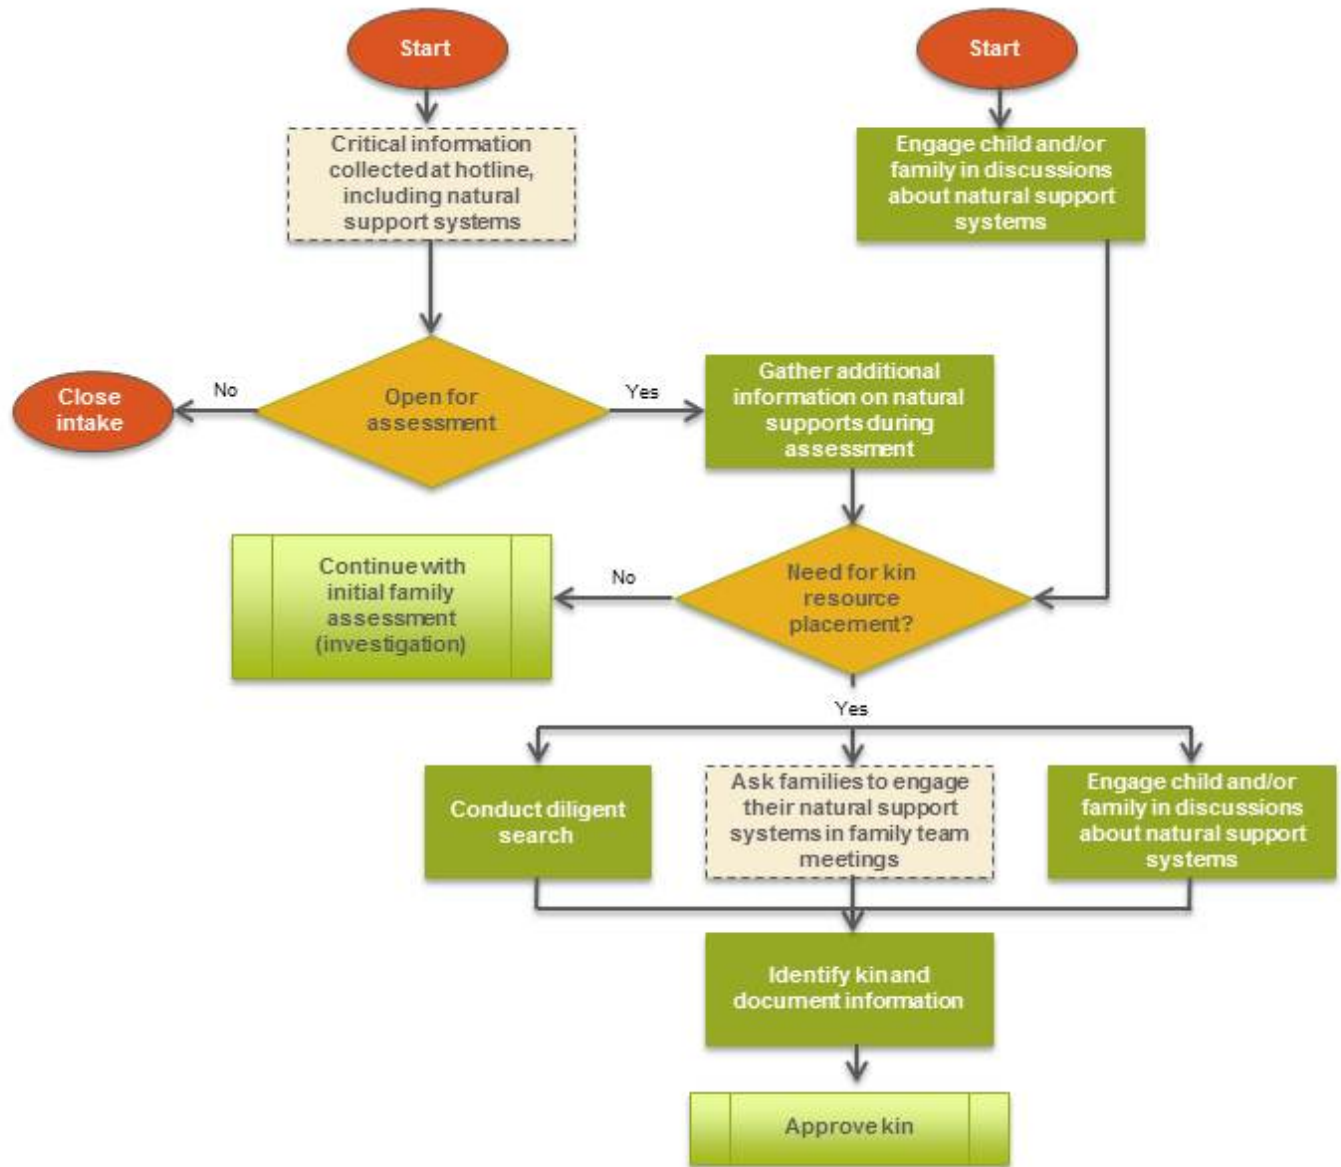 Start
Start
Critical information
collected at hotline,
including natural
support systems
Engage child and/or
family in discussions
about natural support
systems
Close
intake
No
Open for
assessment
Yes
Gather additional
information on natural
supports during
assessment
Continue with
initial family
assessment
(investigation)
No
Need for kin
resource
placement?
Yes
Conduct diligent
search
Ask families to engage
their natural support
systems in family team
meetings
Engage child and/or
family in discussions
about natural support
systems
Identify kin and
document information
Approve kin